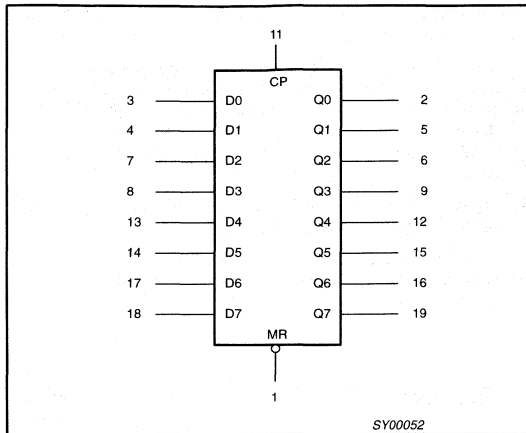 11
CP
3 D0 Q0 2
4 D1 Q1 5
7 D2 Q2 6
8 D3 Q3 9
13 D4 Q4 12
14 D5 Q5 15
17 D6 Q6 16
18 D7 Q7 19
MR
1
SY00052